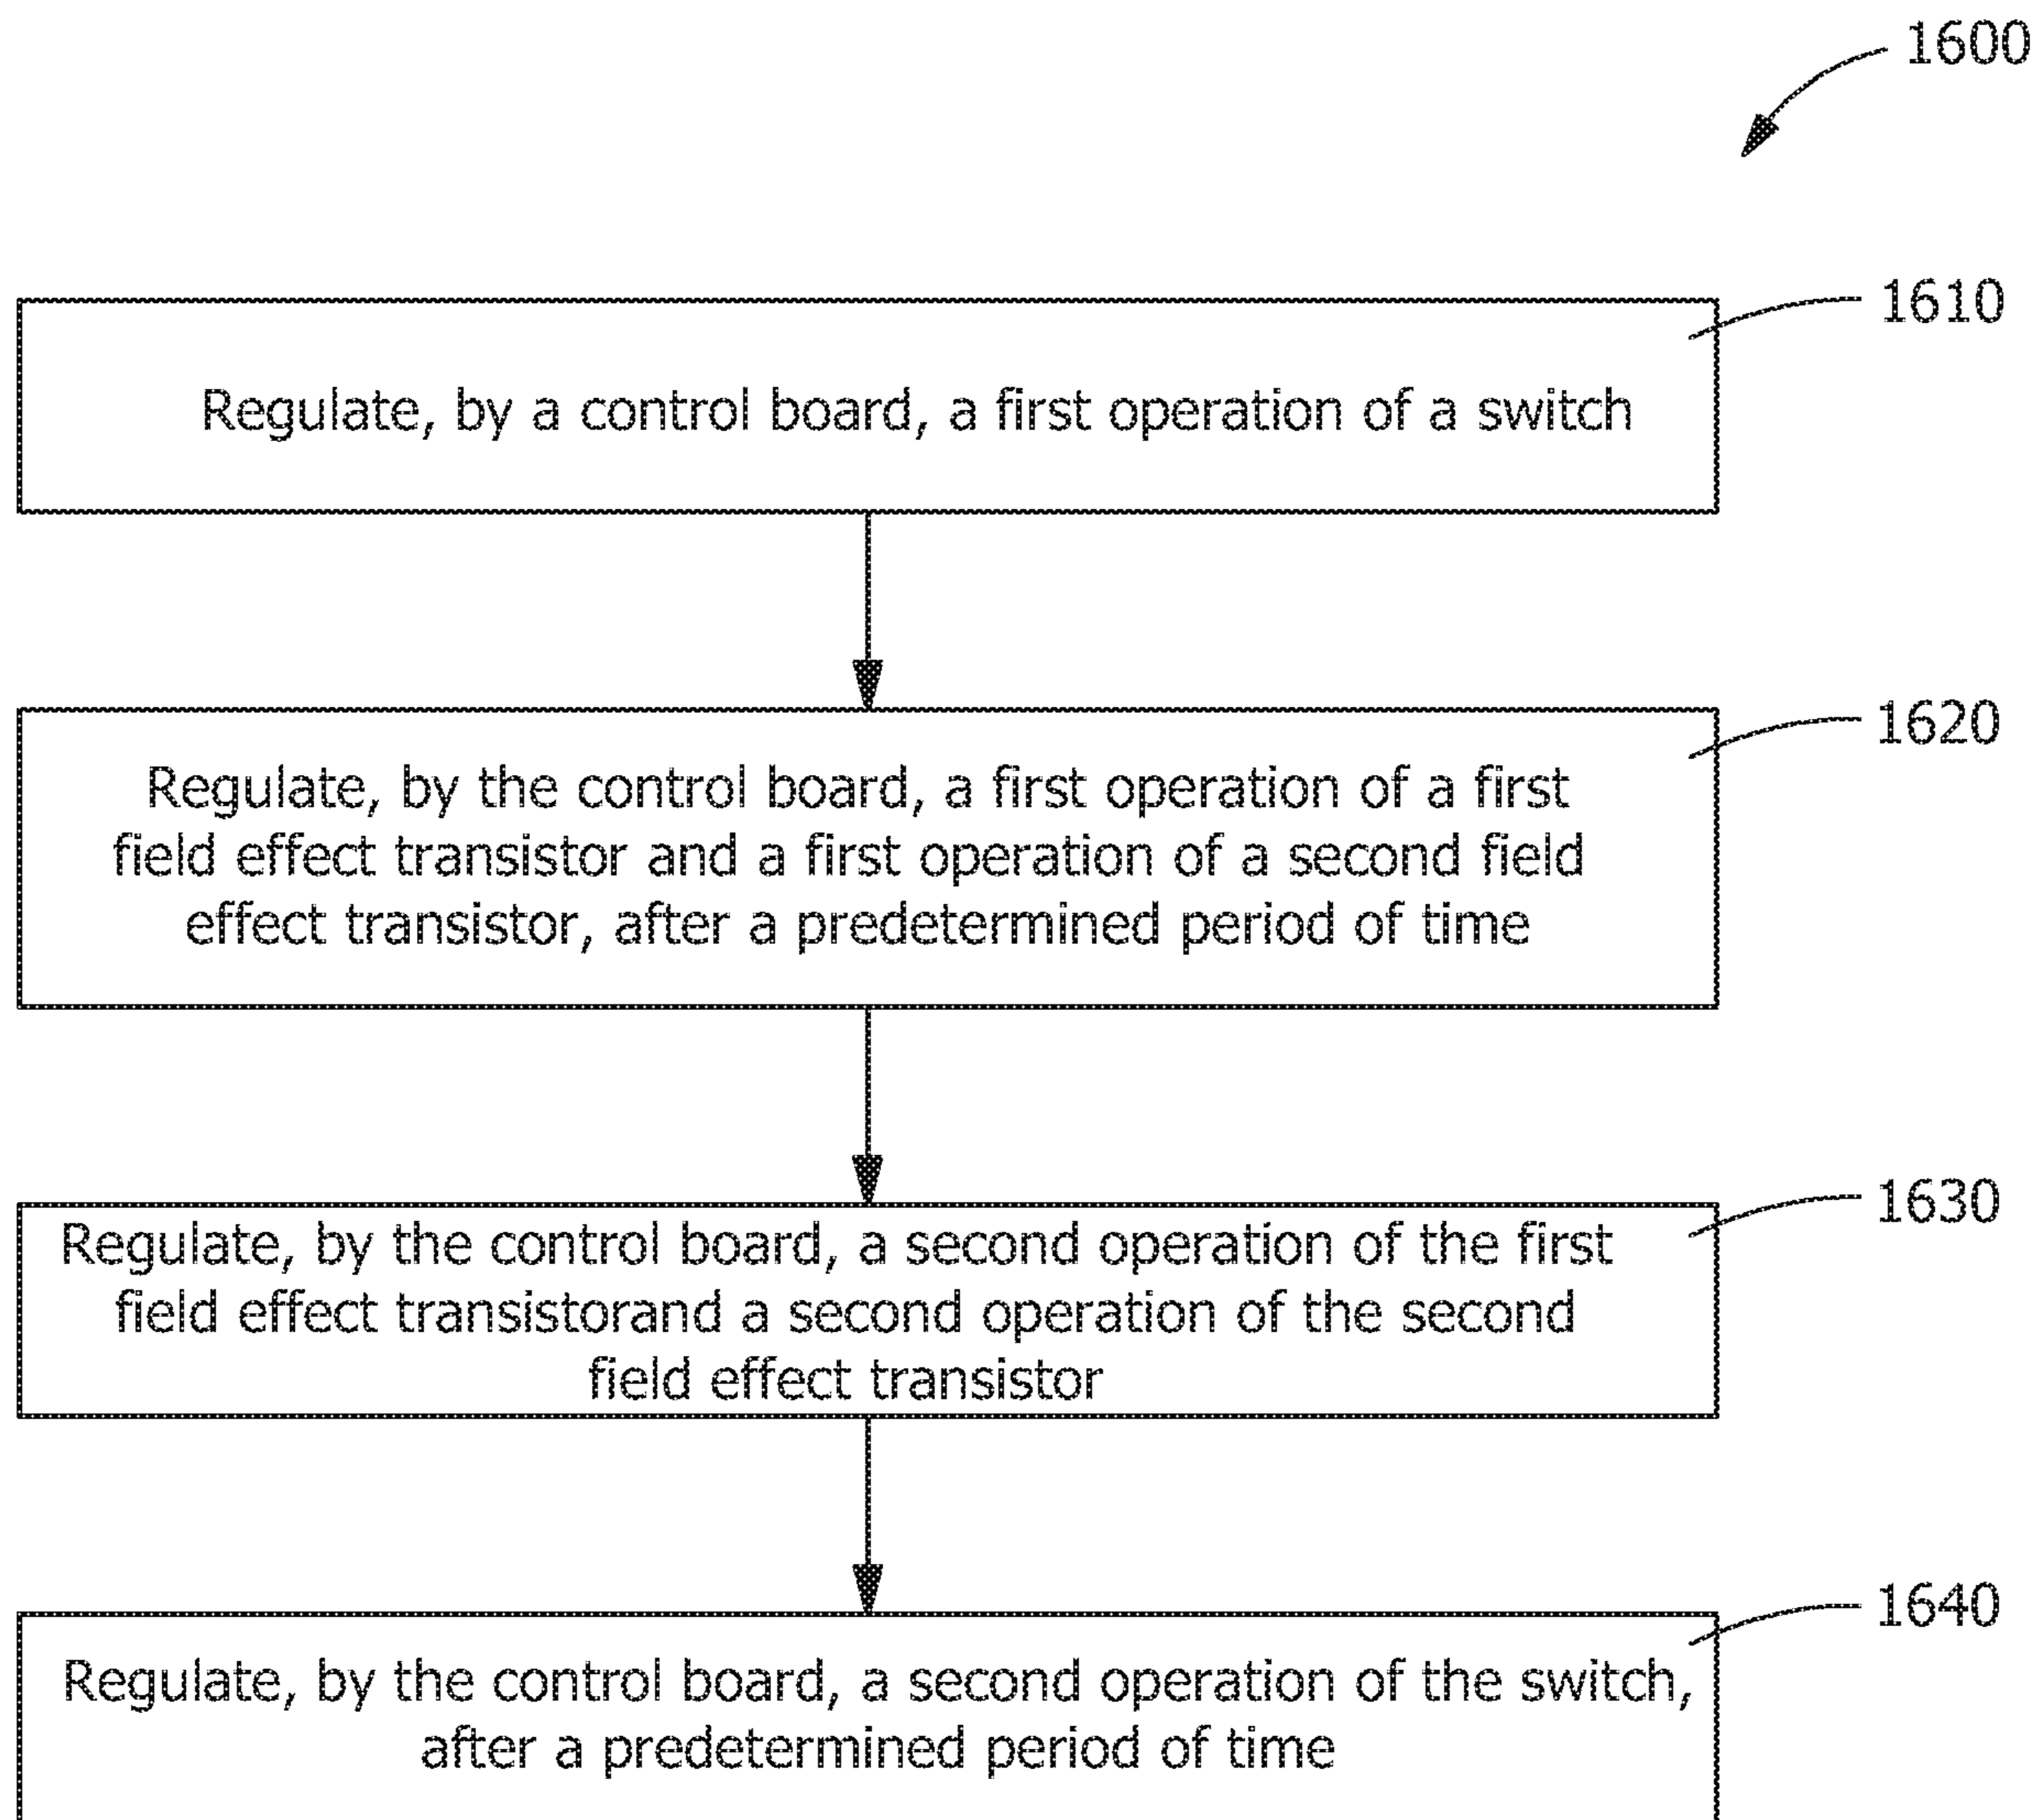 1600
1610
Regulate, by a control board, a first operation of a switch
1620
Regulate, by the control board, a first operation of a first
field effect transistor and a first operation of a second field
effect transistor, after a predetermined period of time
1630
Regulate, by the control board, a second operation of the first
field effect transistorand a second operation of the second
field effect transistor
1640
Regulate, by the control board, a second operation of the switch,
after a predetermined period of time